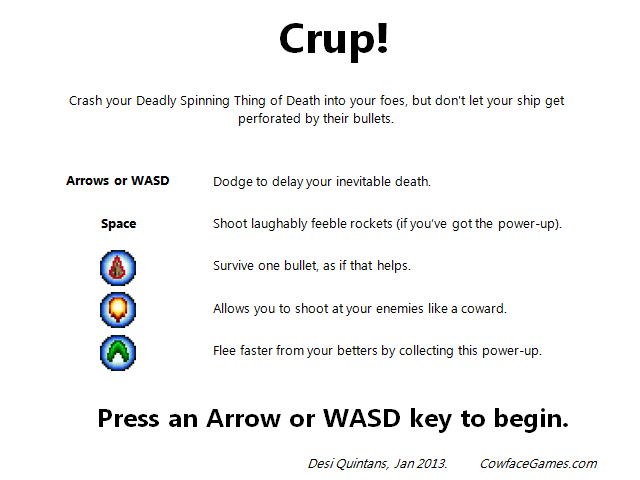 Crup!
Crash your Deadly Spinning Thing of Death into your foes, but don't let your ship get
perforated by their bullets.
Arrows or WASD Dodge to delay your inevitable death.
Space Shoot laughably feeble rockets (if you've got the power-up).
Survive one bullet, as if that helps.
Allows you to shoot at your enemies like a coward.
Flee faster from your betters by collecting this power-up.
Press an Arrow or WASD key to begin.
Desi Quintans, Jan 2013. CowfaceGames.com